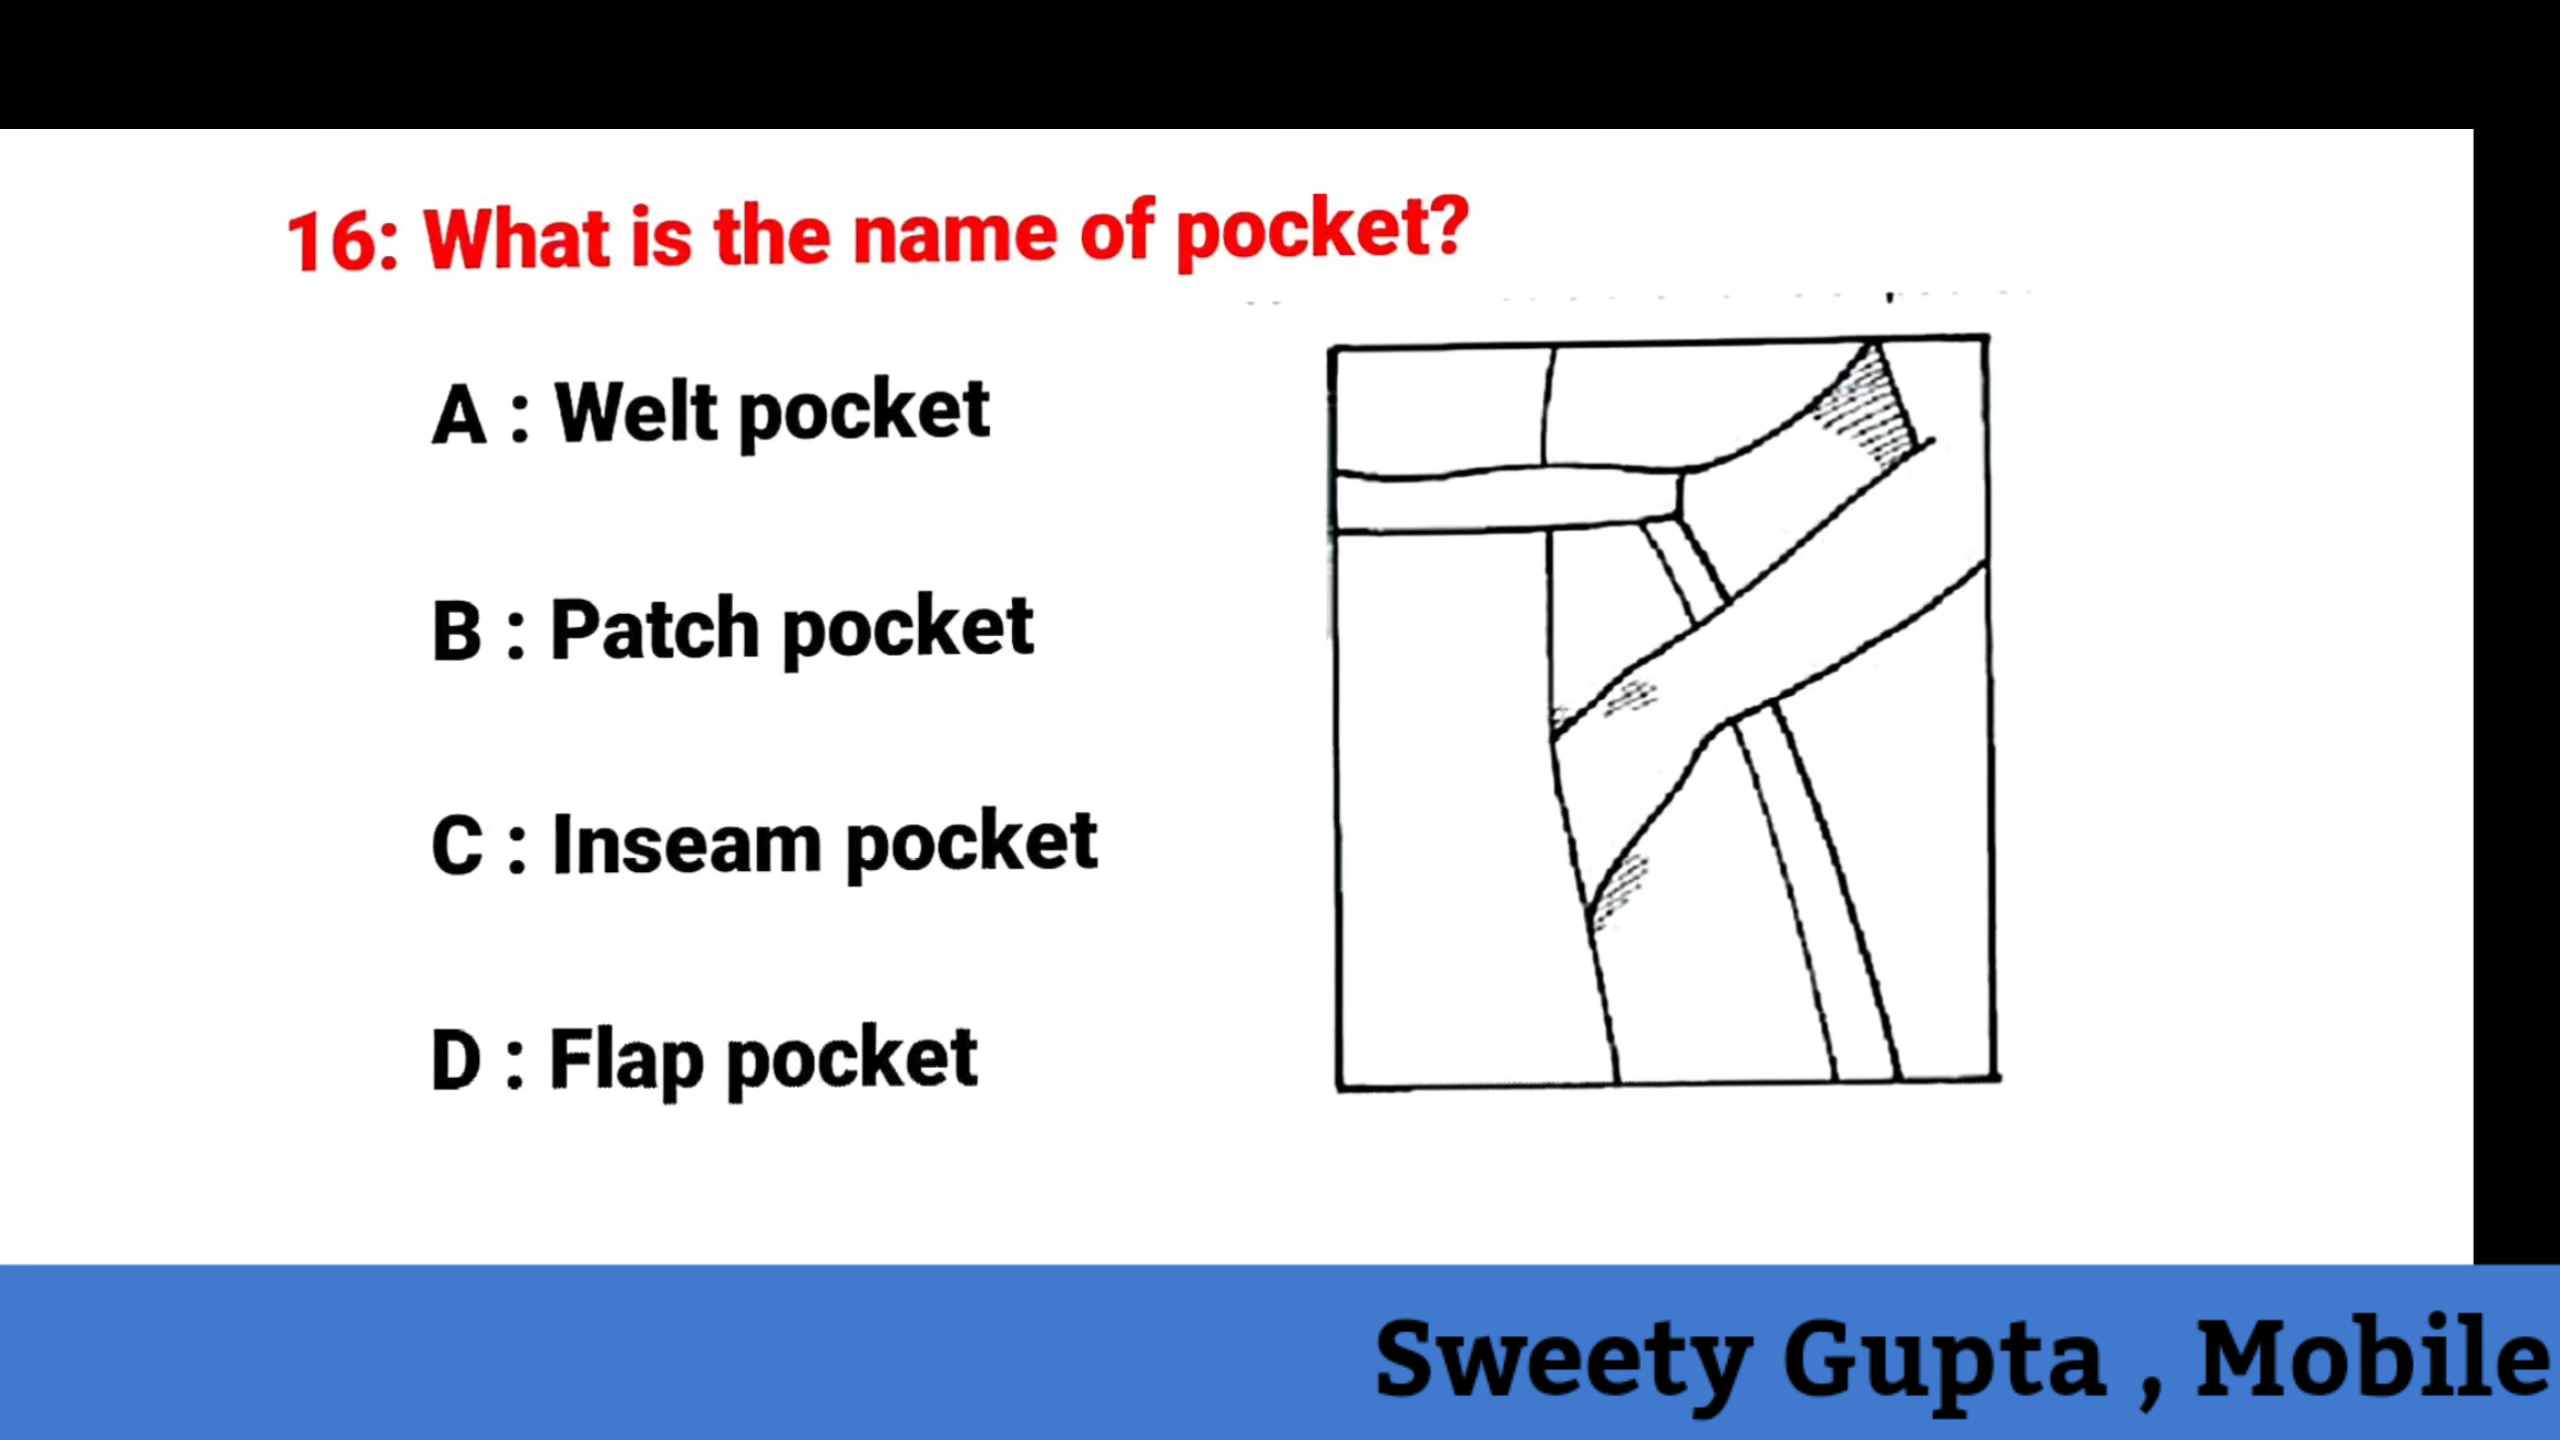 16: What is the name of pocket?
A : Welt pocket
B : Patch pocket
C : Inseam pocket
D : Flap pocket
Sweety Gupta , Mobile